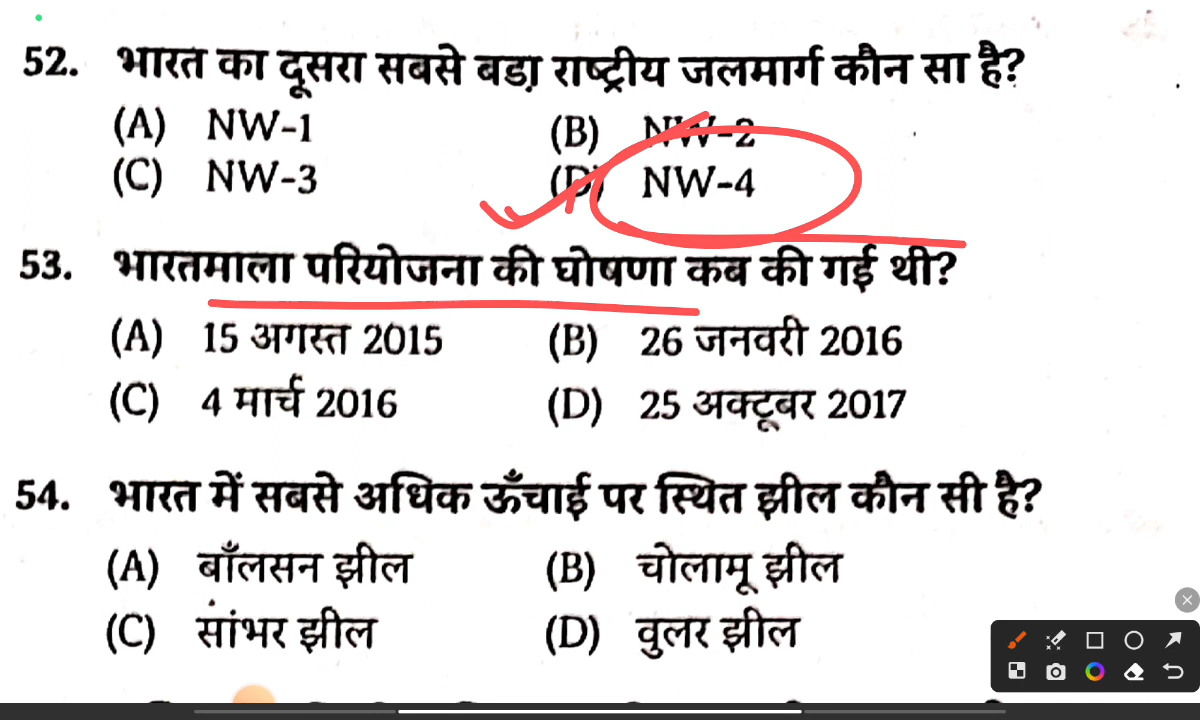 52. भारत का दूसरा सबसे बडा़ राष्ट्रीय जलमार्ग कौन सा है?
(A) NW-1 (B) NW-2
(C) NW-3 (D) NW-4
53. भारतमाला परियोजना की घोषणा कब की गई थी?
(A) 15 अगस्त 2015 (B) 26 जनवरी 2016
(C) 4 मार्च 2016 (D) 25 अक्टूबर 2017
54. भारत में सबसे अधिक ऊँचाई पर स्थित झील कौन सी है?
(A) बाँलसन झील (B) चोलामू झील
(C) सांभर झील (D) वुलर झील